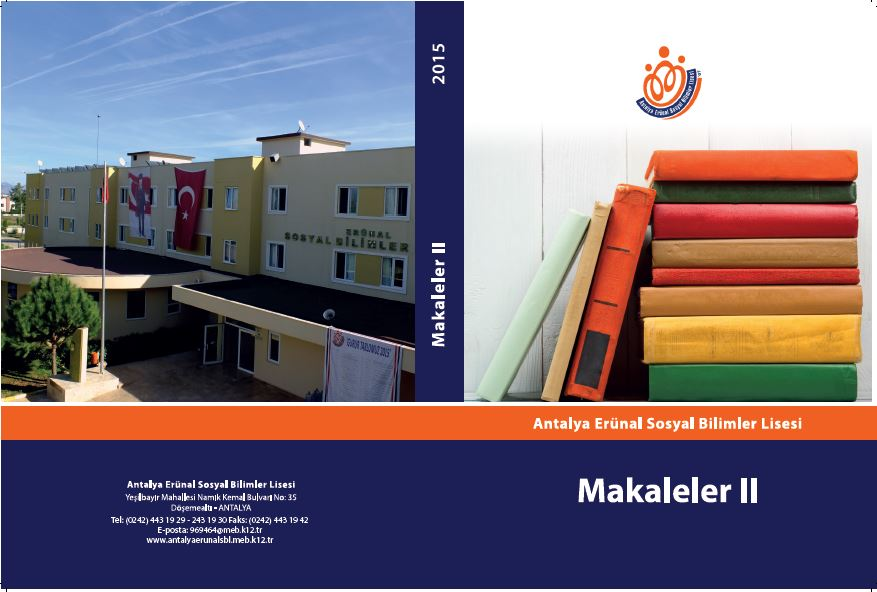 2015
Makaleler II
Antalya Erünal Sosyal Bilimler Lisesi
ERÜNAL
SOSYAL BİLİMLER
"GURUR TABLOMUZ 2015"
Antalya Erünal Sosyal Bilimler Lisesi
Makaleler II
Antalya Erünal Sosyal Bilimler Lisesi
Yeşilbayır Mahallesi Namık Kemal Bulvarı No: 35
Döşemealtı - ANTALYA
Tel: (0242) 443 19 29 - 243 19 30 Faks: (0242) 443 19 42
E-posta: 969464@meb.k12.tr
www.antalyaerunalsbl.meb.k12.tr